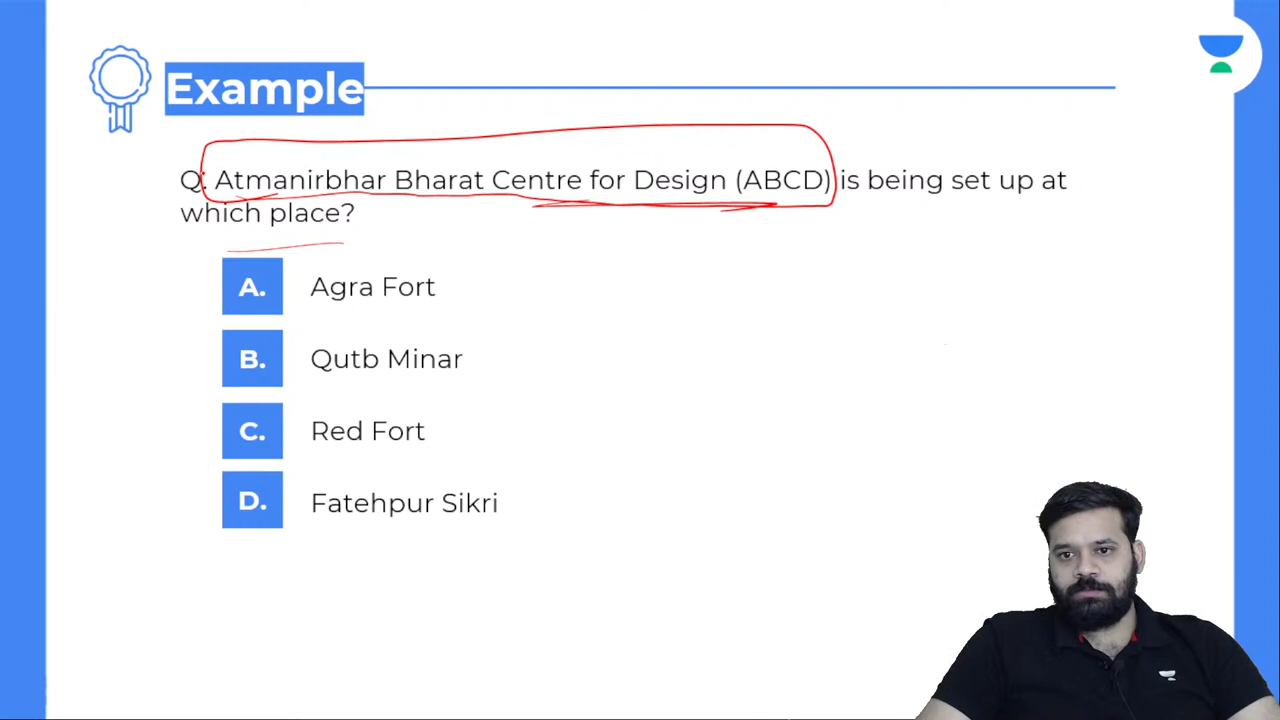 Example
Q: Atmanirbhar Bharat Centre for Design (ABCD) is being set up at
which place?
A. Agra Fort
B. Qutb Minar
C. Red Fort
D. Fatehpur Sikri